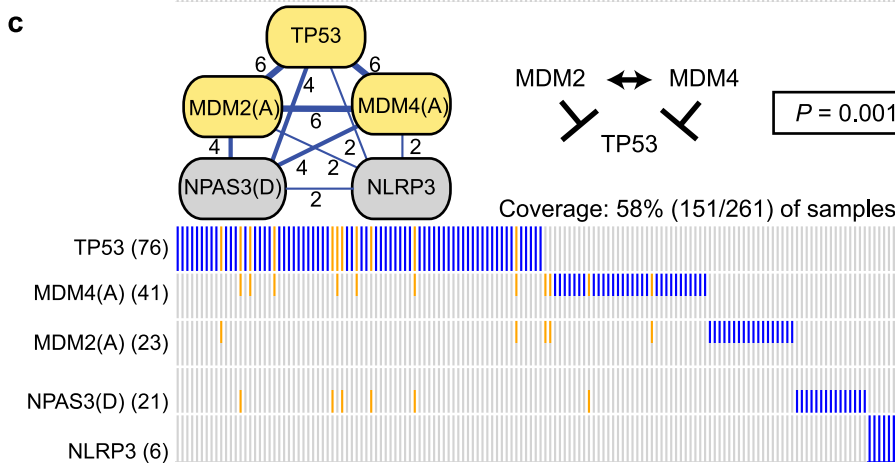 c
TP53
6
4
6
MDM2(A)
MDM4(A)
6
4
2
2
4
2
NPAS3(D)
NLRP3
2
MDM2
MDM4
TP53
P = 0.001
Coverage: 58% (151/261) of samples
TP53 (76)
MDM4(A) (41)
MDM2(A) (23)
NPAS3(D) (21)
NLRP3 (6)